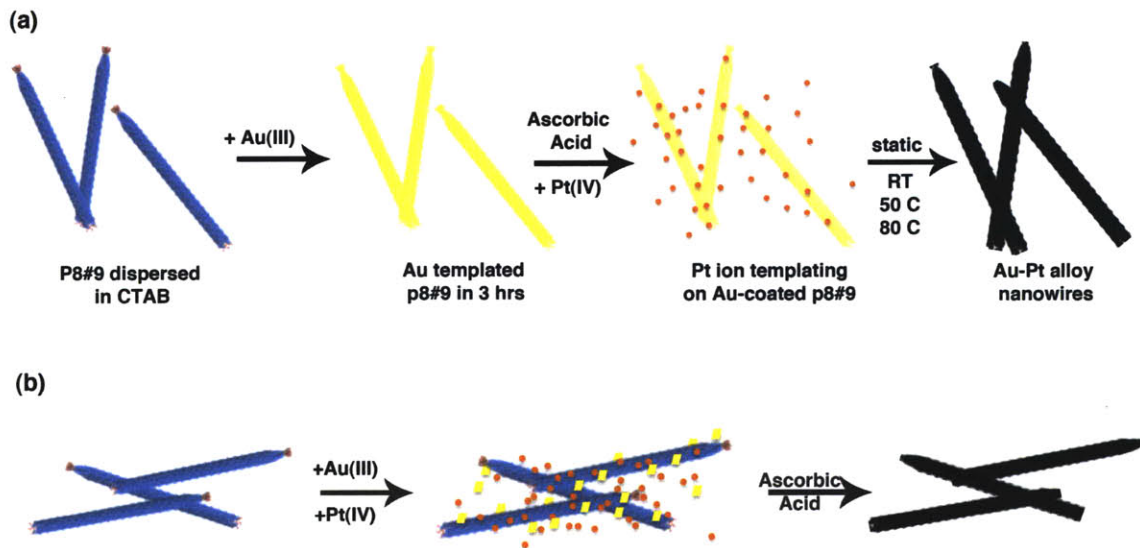 (a)
+ Au(III)
Ascorbic
Acid
+ Pt(IV)
static
RT
50 C
80 C
P8#9 dispersed
in CTAB
Au templated
p8#9 in 3 hrs
Pt ion templating
on Au-coated p8#9
Au-Pt alloy
nanowires
(b)
+Au(III)
+Pt(IV)
Ascorbic
Acid